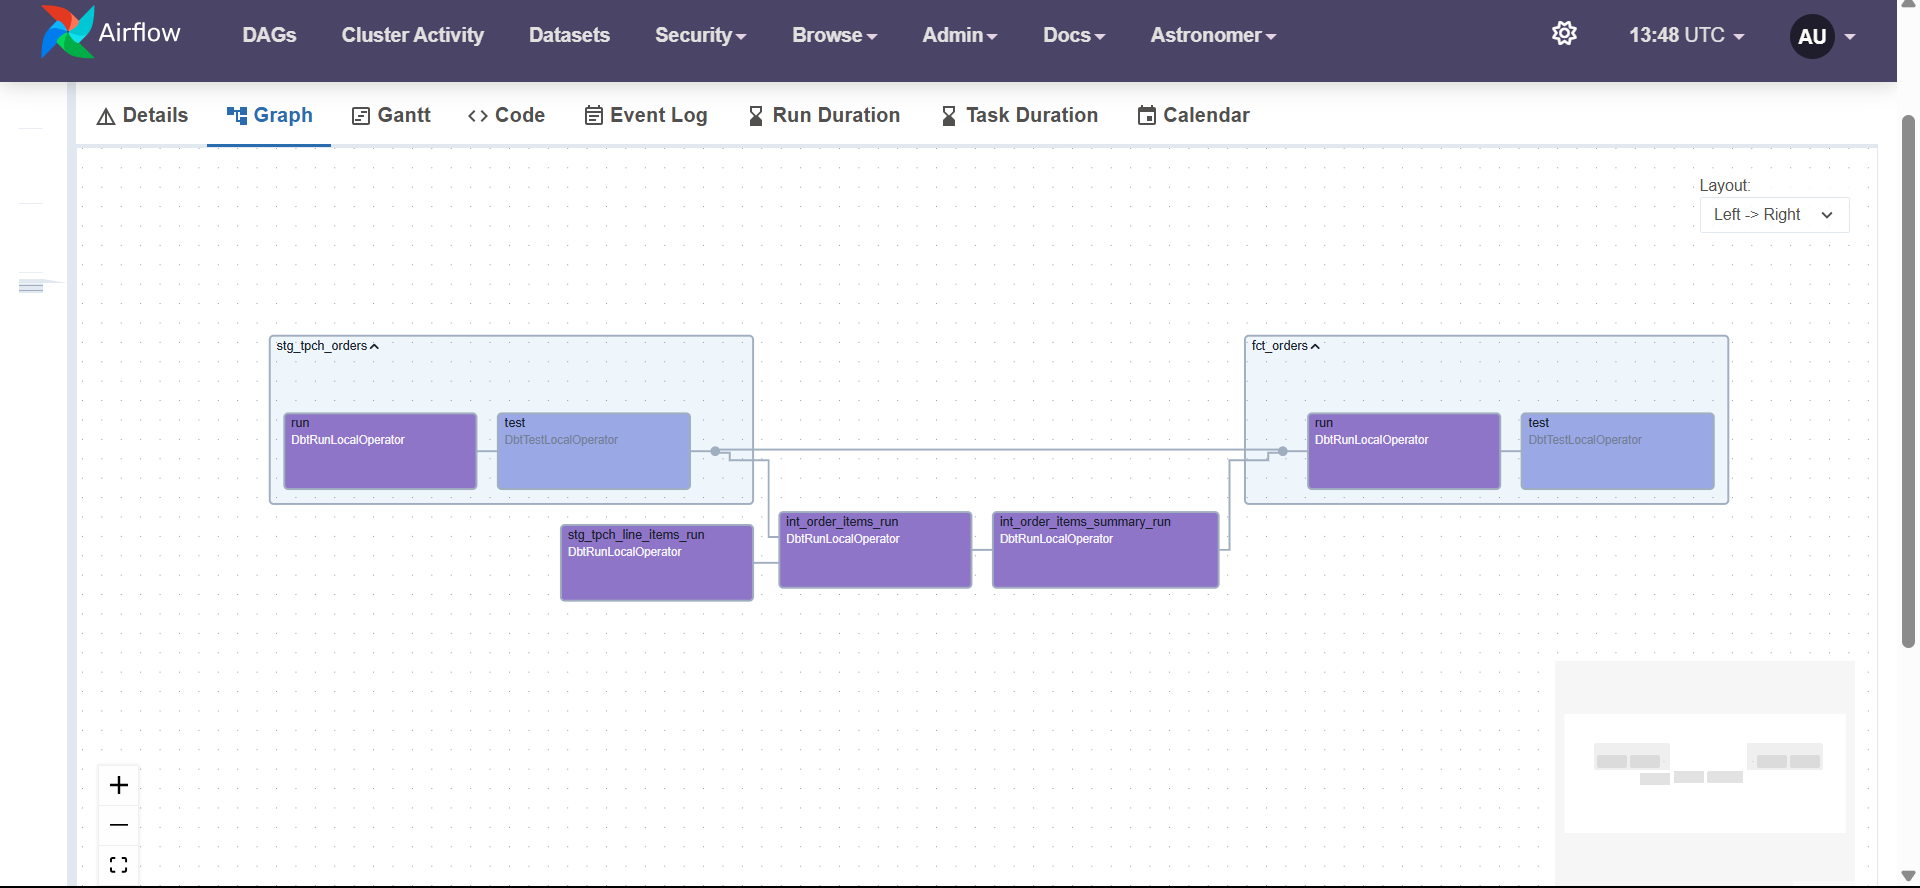 Airflow
DAGs Cluster Activity Datasets Security Browse Admin Docs Astronomer 13:48 UTC AU
Details Graph Gantt Code Event Log Run Duration Task Duration Calendar
Layout:
Left -> Right
stg_tpch_orders
run
DbtRunLocalOperator
test
DbtTestLocalOperator
fct_orders
run
DbtRunLocalOperator
test
DbtTestLocalOperator
stg_tpch_line_items_run
DbtRunLocalOperator
int_order_items_run
DbtRunLocalOperator
int_order_items_summary_run
DbtRunLocalOperator